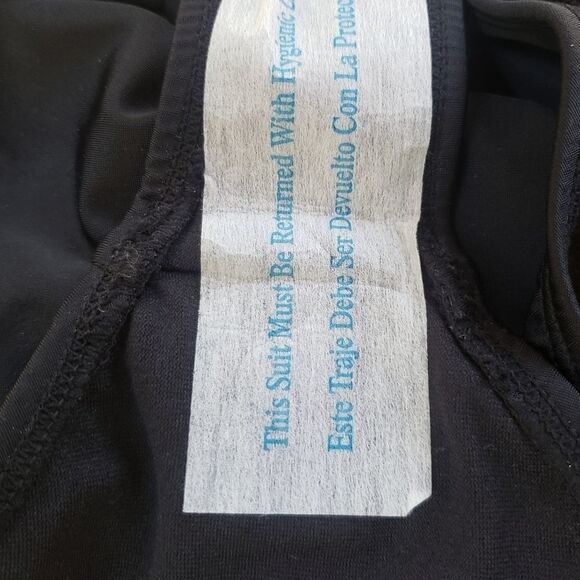 This Suit Must Be Returned With Hygienic
Este Traje Debe Ser Devuelto Con La